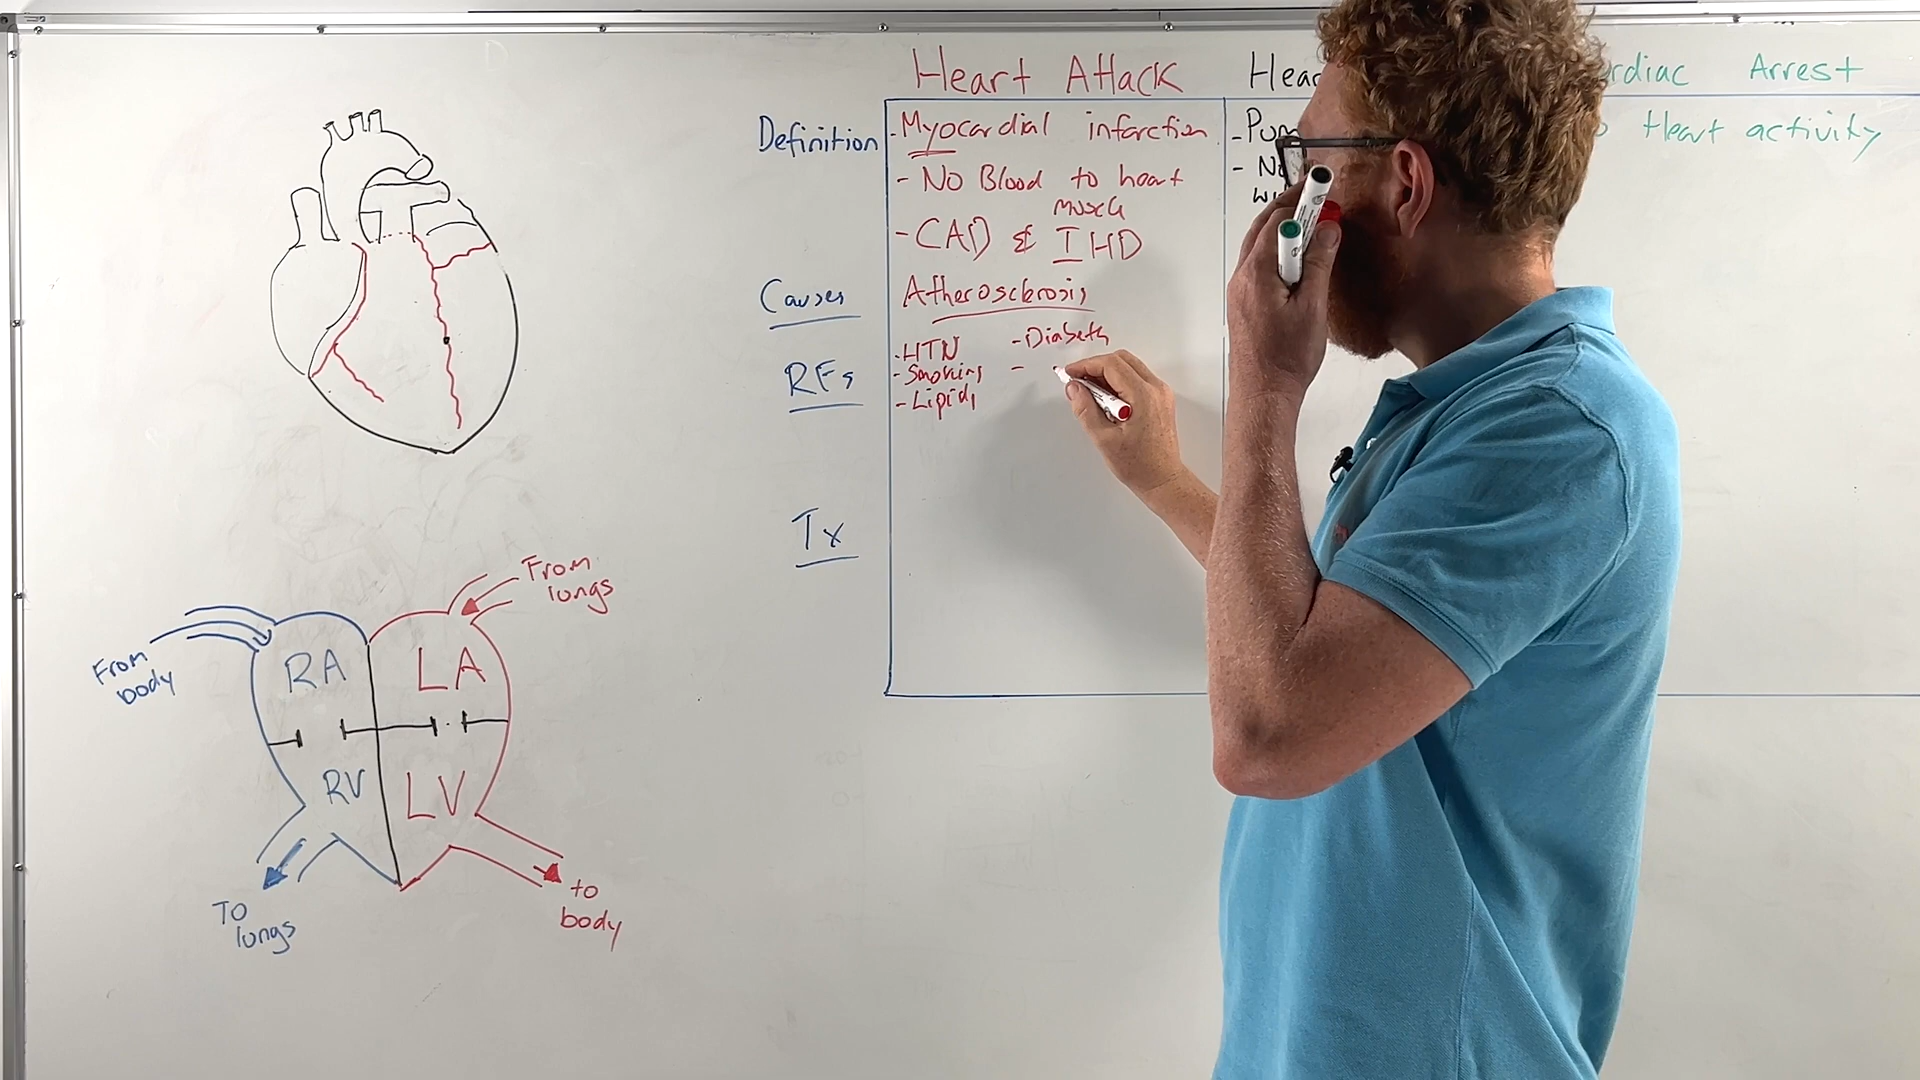 Heart Attack
Hear
rdiac Arrest
Definition
- Myocardial infarction
- No Blood to heart
muscle
- CAD & IHD
- Pum
- No
Heart activity
Causes
Atherosclerosis
RFs
- HTN
- Smoking
- Lipids
- Diabetes
-
Tx
From body
RA
LA
From
lungs
RV
LV
To
lungs
to
body